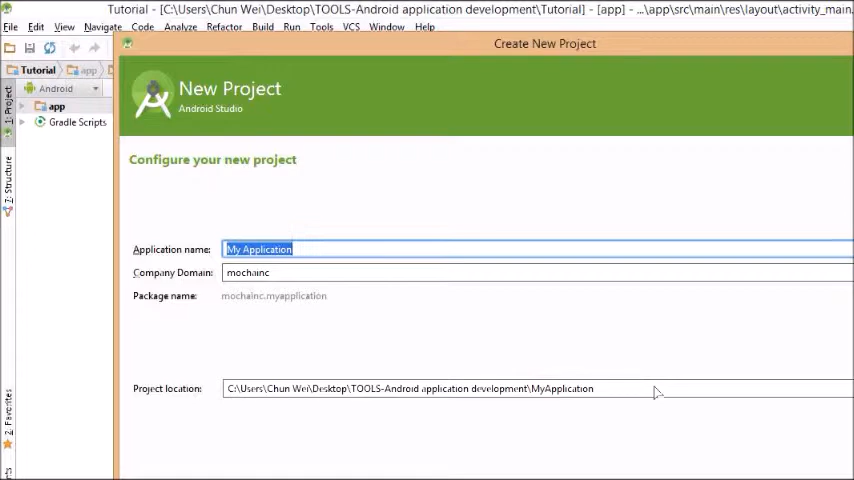 Tutorial - [C:\Users\Chun Wei\Desktop\TOOLS-Android application development\Tutorial] - [app] - ...\app\src\main\res\layout\activity_main.
File Edit View Navigate Code Analyze Refactor Build Run Tools VCS Window Help
Create New Project
Tutorial app
Android
1: Project
app
Gradle Scripts
7: Structure
2: Favorites
New Project
Android Studio
Configure your new project
Application name: My Application
Company Domain: mochainc
Package name: mochainc.myapplication
Project location: C:\Users\Chun Wei\Desktop\TOOLS-Android application development\MyApplication